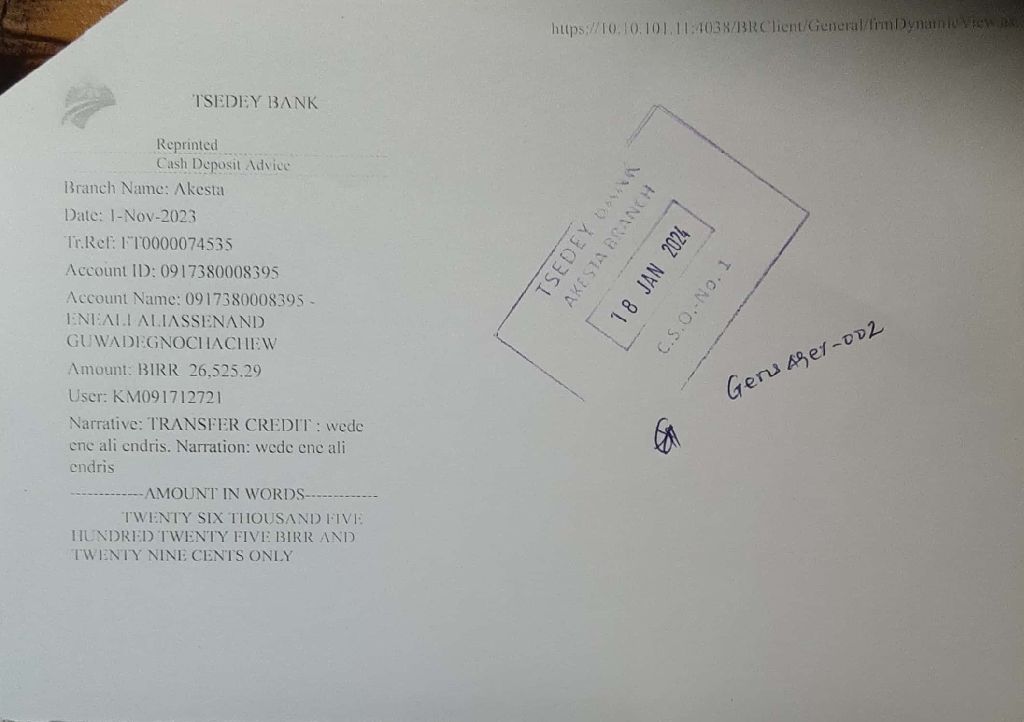 https://10.10.101.11:4038/BRClient/General/frmDynamicView.as
TSEDEY BANK
Reprinted
Cash Deposit Advice
Branch Name: Akesta
Date: 1-Nov-2023
Tr.Ref: FT0000074535
Account ID: 0917380008395
Account Name: 0917380008395 -
ENEALI ALIASSENAND
GUWADEGNOCHACHEW
Amount: BIRR 26,525.29
User: KM091712721
Narrative: TRANSFER CREDIT : wede
ene ali endris. Narration: wede ene ali
endris
-------------AMOUNT IN WORDS-------------
TWENTY SIX THOUSAND FIVE
HUNDRED TWENTY FIVE BIRR AND
TWENTY NINE CENTS ONLY
TSEDEY BANK
AKESTA BRANCH
18 JAN 2024
C.S.O.-No. 1